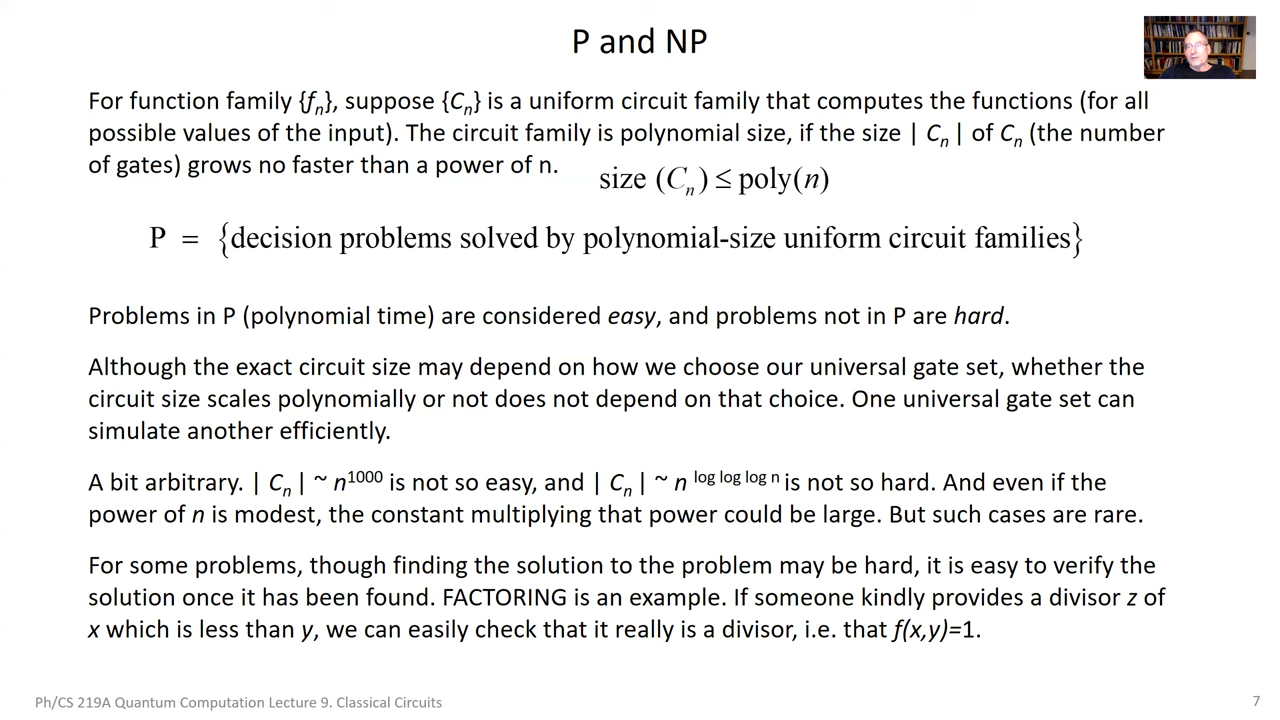 P and NP
For function family {fn}, suppose {Cn} is a uniform circuit family that computes the functions (for all
possible values of the input). The circuit family is polynomial size, if the size | Cn | of Cn (the number
of gates) grows no faster than a power of n.
size (Cn) ≤ poly(n)
P = {decision problems solved by polynomial-size uniform circuit families}
Problems in P (polynomial time) are considered easy, and problems not in P are hard.
Although the exact circuit size may depend on how we choose our universal gate set, whether the
circuit size scales polynomially or not does not depend on that choice. One universal gate set can
simulate another efficiently.
A bit arbitrary. | Cn | ~ n^1000 is not so easy, and | Cn | ~ n^log log log n is not so hard. And even if the
power of n is modest, the constant multiplying that power could be large. But such cases are rare.
For some problems, though finding the solution to the problem may be hard, it is easy to verify the
solution once it has been found. FACTORING is an example. If someone kindly provides a divisor z of
x which is less than y, we can easily check that it really is a divisor, i.e. that f(x,y)=1.
Ph/CS 219A Quantum Computation Lecture 9. Classical Circuits
7